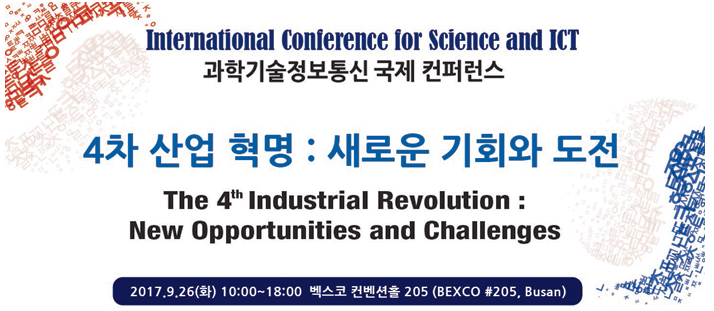 International Conference for Science and ICT
과학기술정보통신 국제 컨퍼런스
4차 산업 혁명 : 새로운 기회와 도전
The 4th Industrial Revolution :
New Opportunities and Challenges
2017.9.26(화) 10:00~18:00 벡스코 컨벤션홀 205 (BEXCO #205, Busan)